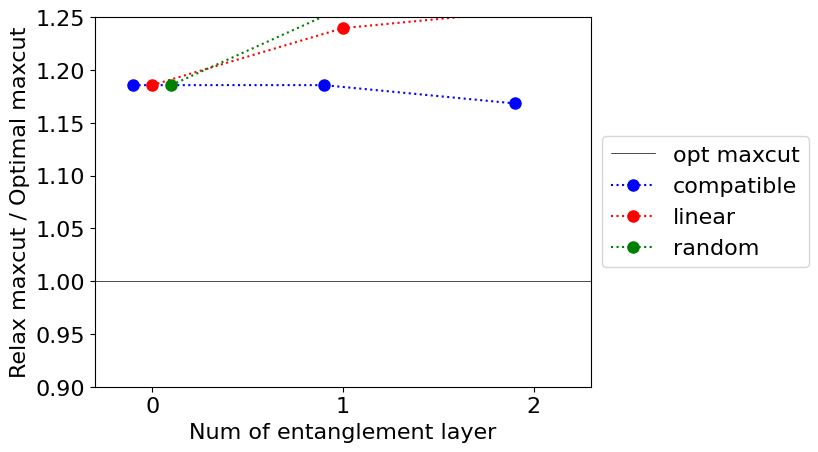 Relax maxcut / Optimal maxcut
1.25
1.20
1.15
1.10
1.05
1.00
0.95
0.90
0
1
2
Num of entanglement layer
opt maxcut
compatible
linear
random